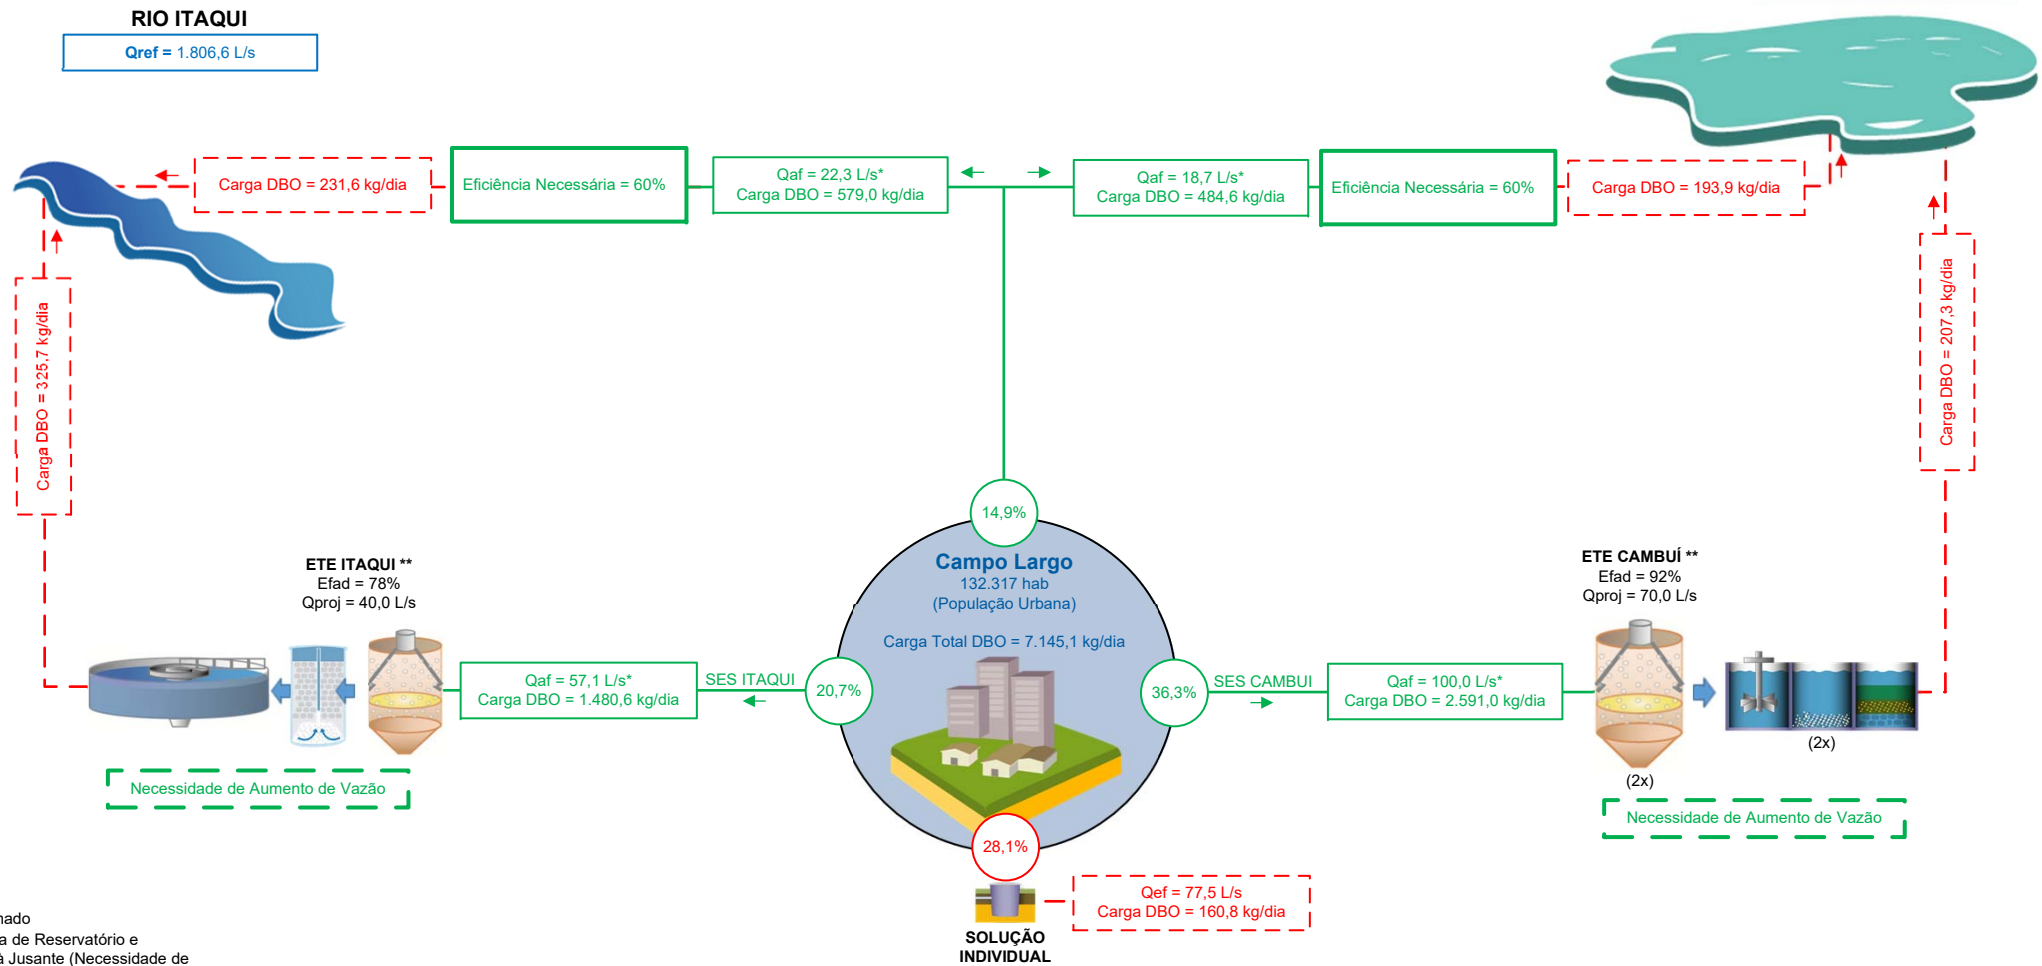 RIO ITAQUI
Qref = 1.806,6 L/s
Carga DBO = 231,6 kg/dia
Eficiência Necessária = 60%
Qaf = 22,3 L/s*
Carga DBO = 579,0 kg/dia
Qaf = 18,7 L/s*
Carga DBO = 484,6 kg/dia
Eficiência Necessária = 60%
Carga DBO = 193,9 kg/dia
Carga DBO = 325,7 kg/dia
Carga DBO = 207,3 kg/dia
14,9%
Campo Largo
132.317 hab
(População Urbana)
Carga Total DBO = 7.145,1 kg/dia
ETE ITAQUI **
Efad = 78%
Qproj = 40,0 L/s
Qaf = 57,1 L/s*
Carga DBO = 1.480,6 kg/dia
SES ITAQUI
20,7%
36,3%
SES CAMBUI
Qaf = 100,0 L/s*
Carga DBO = 2.591,0 kg/dia
ETE CAMBUÍ **
Efad = 92%
Qproj = 70,0 L/s
(2x)
(2x)
Necessidade de Aumento de Vazão
Necessidade de Aumento de Vazão
28,1%
Qef = 77,5 L/s
Carga DBO = 160,8 kg/dia
SOLUÇÃO
INDIVIDUAL
de Reservatório e
à Jusante (Necessidade de